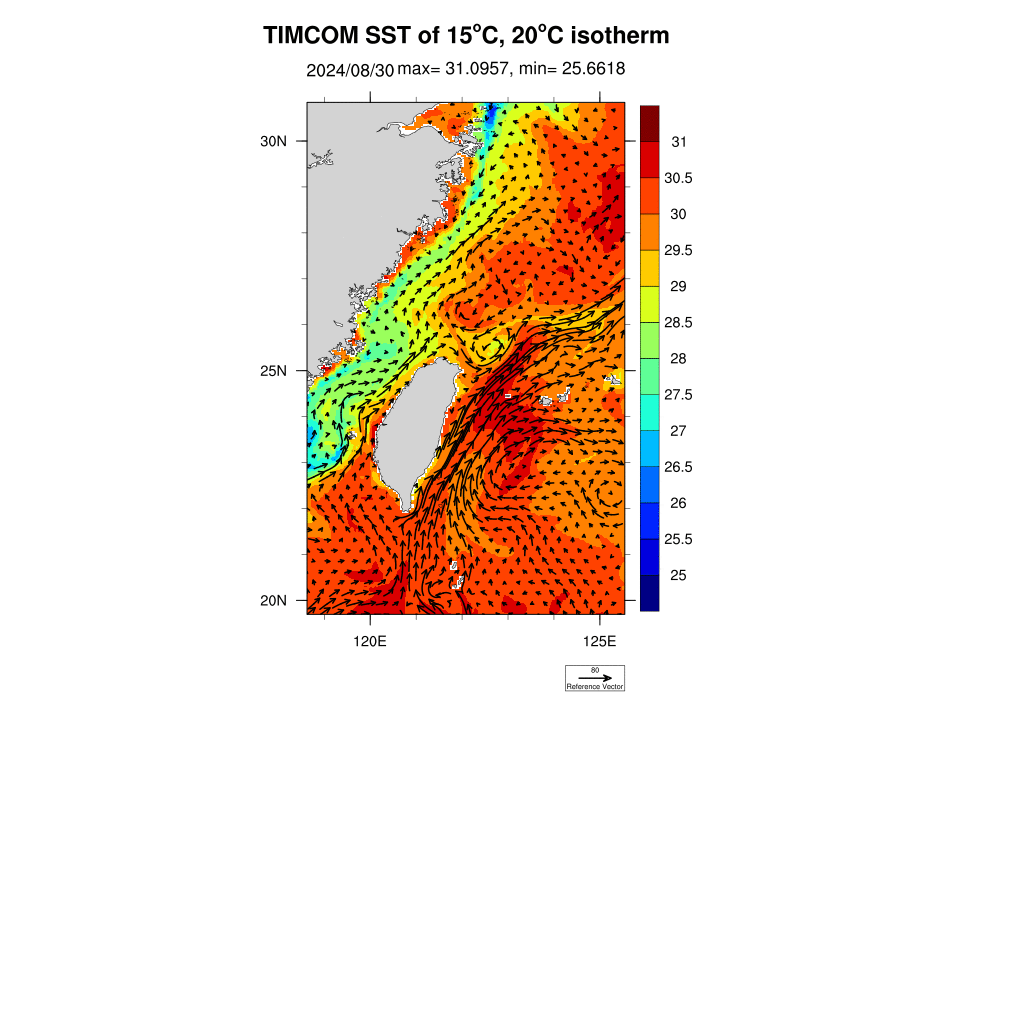 TIMCOM SST of 15°C, 20°C isotherm
2024/08/30 max= 31.0957, min= 25.6618
30N
25N
20N
120E
125E
31
30.5
30
29.5
29
28.5
28
27.5
27
26.5
26
25.5
25
80
Reference Vector